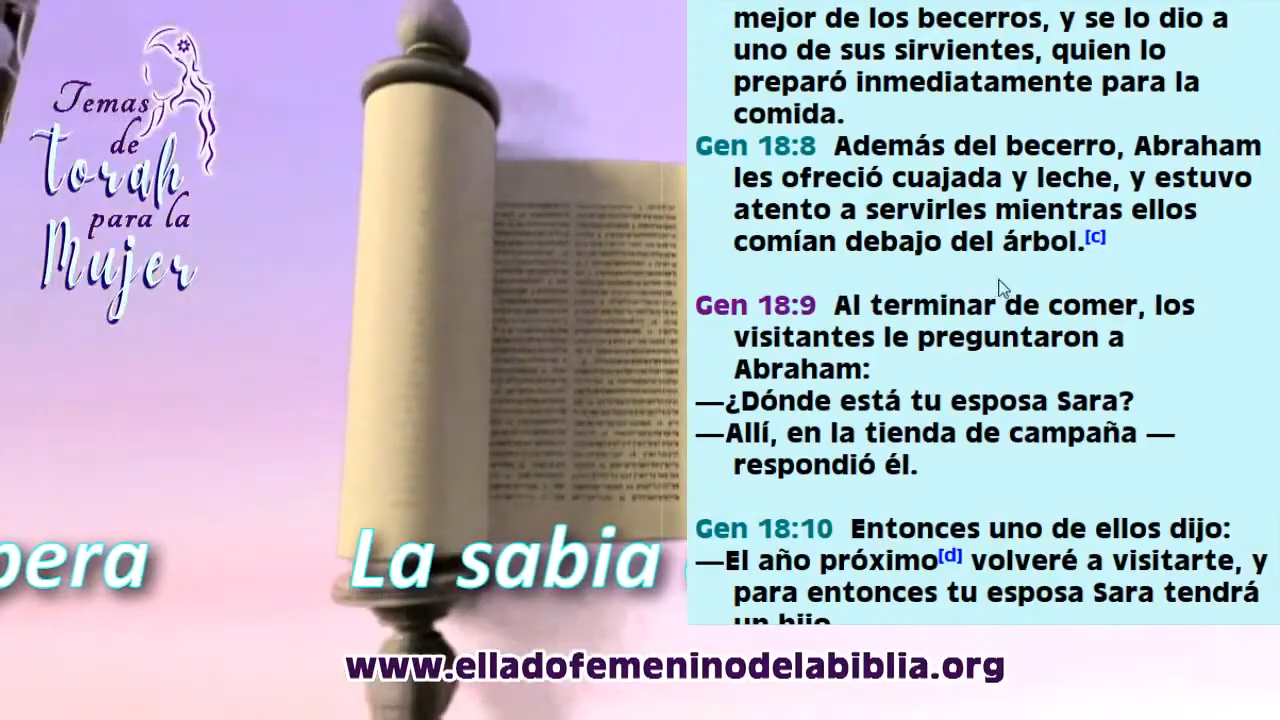 Temas
de
torah
para la
Mujer
La sabia
mejor de los becerros, y se lo dio a
uno de sus sirvientes, quien lo
preparó inmediatamente para la
comida.
Gen 18:8 Además del becerro, Abraham
les ofreció cuajada y leche, y estuvo
atento a servirles mientras ellos
comían debajo del árbol.[c]
Gen 18:9 Al terminar de comer, los
visitantes le preguntaron a
Abraham:
—¿Dónde está tu esposa Sara?
—Allí, en la tienda de campaña —
respondió él.
Gen 18:10 Entonces uno de ellos dijo:
—El año próximo[d] volveré a visitarte, y
para entonces tu esposa Sara tendrá
un hijo
www.elladofemeninodelabiblia.org